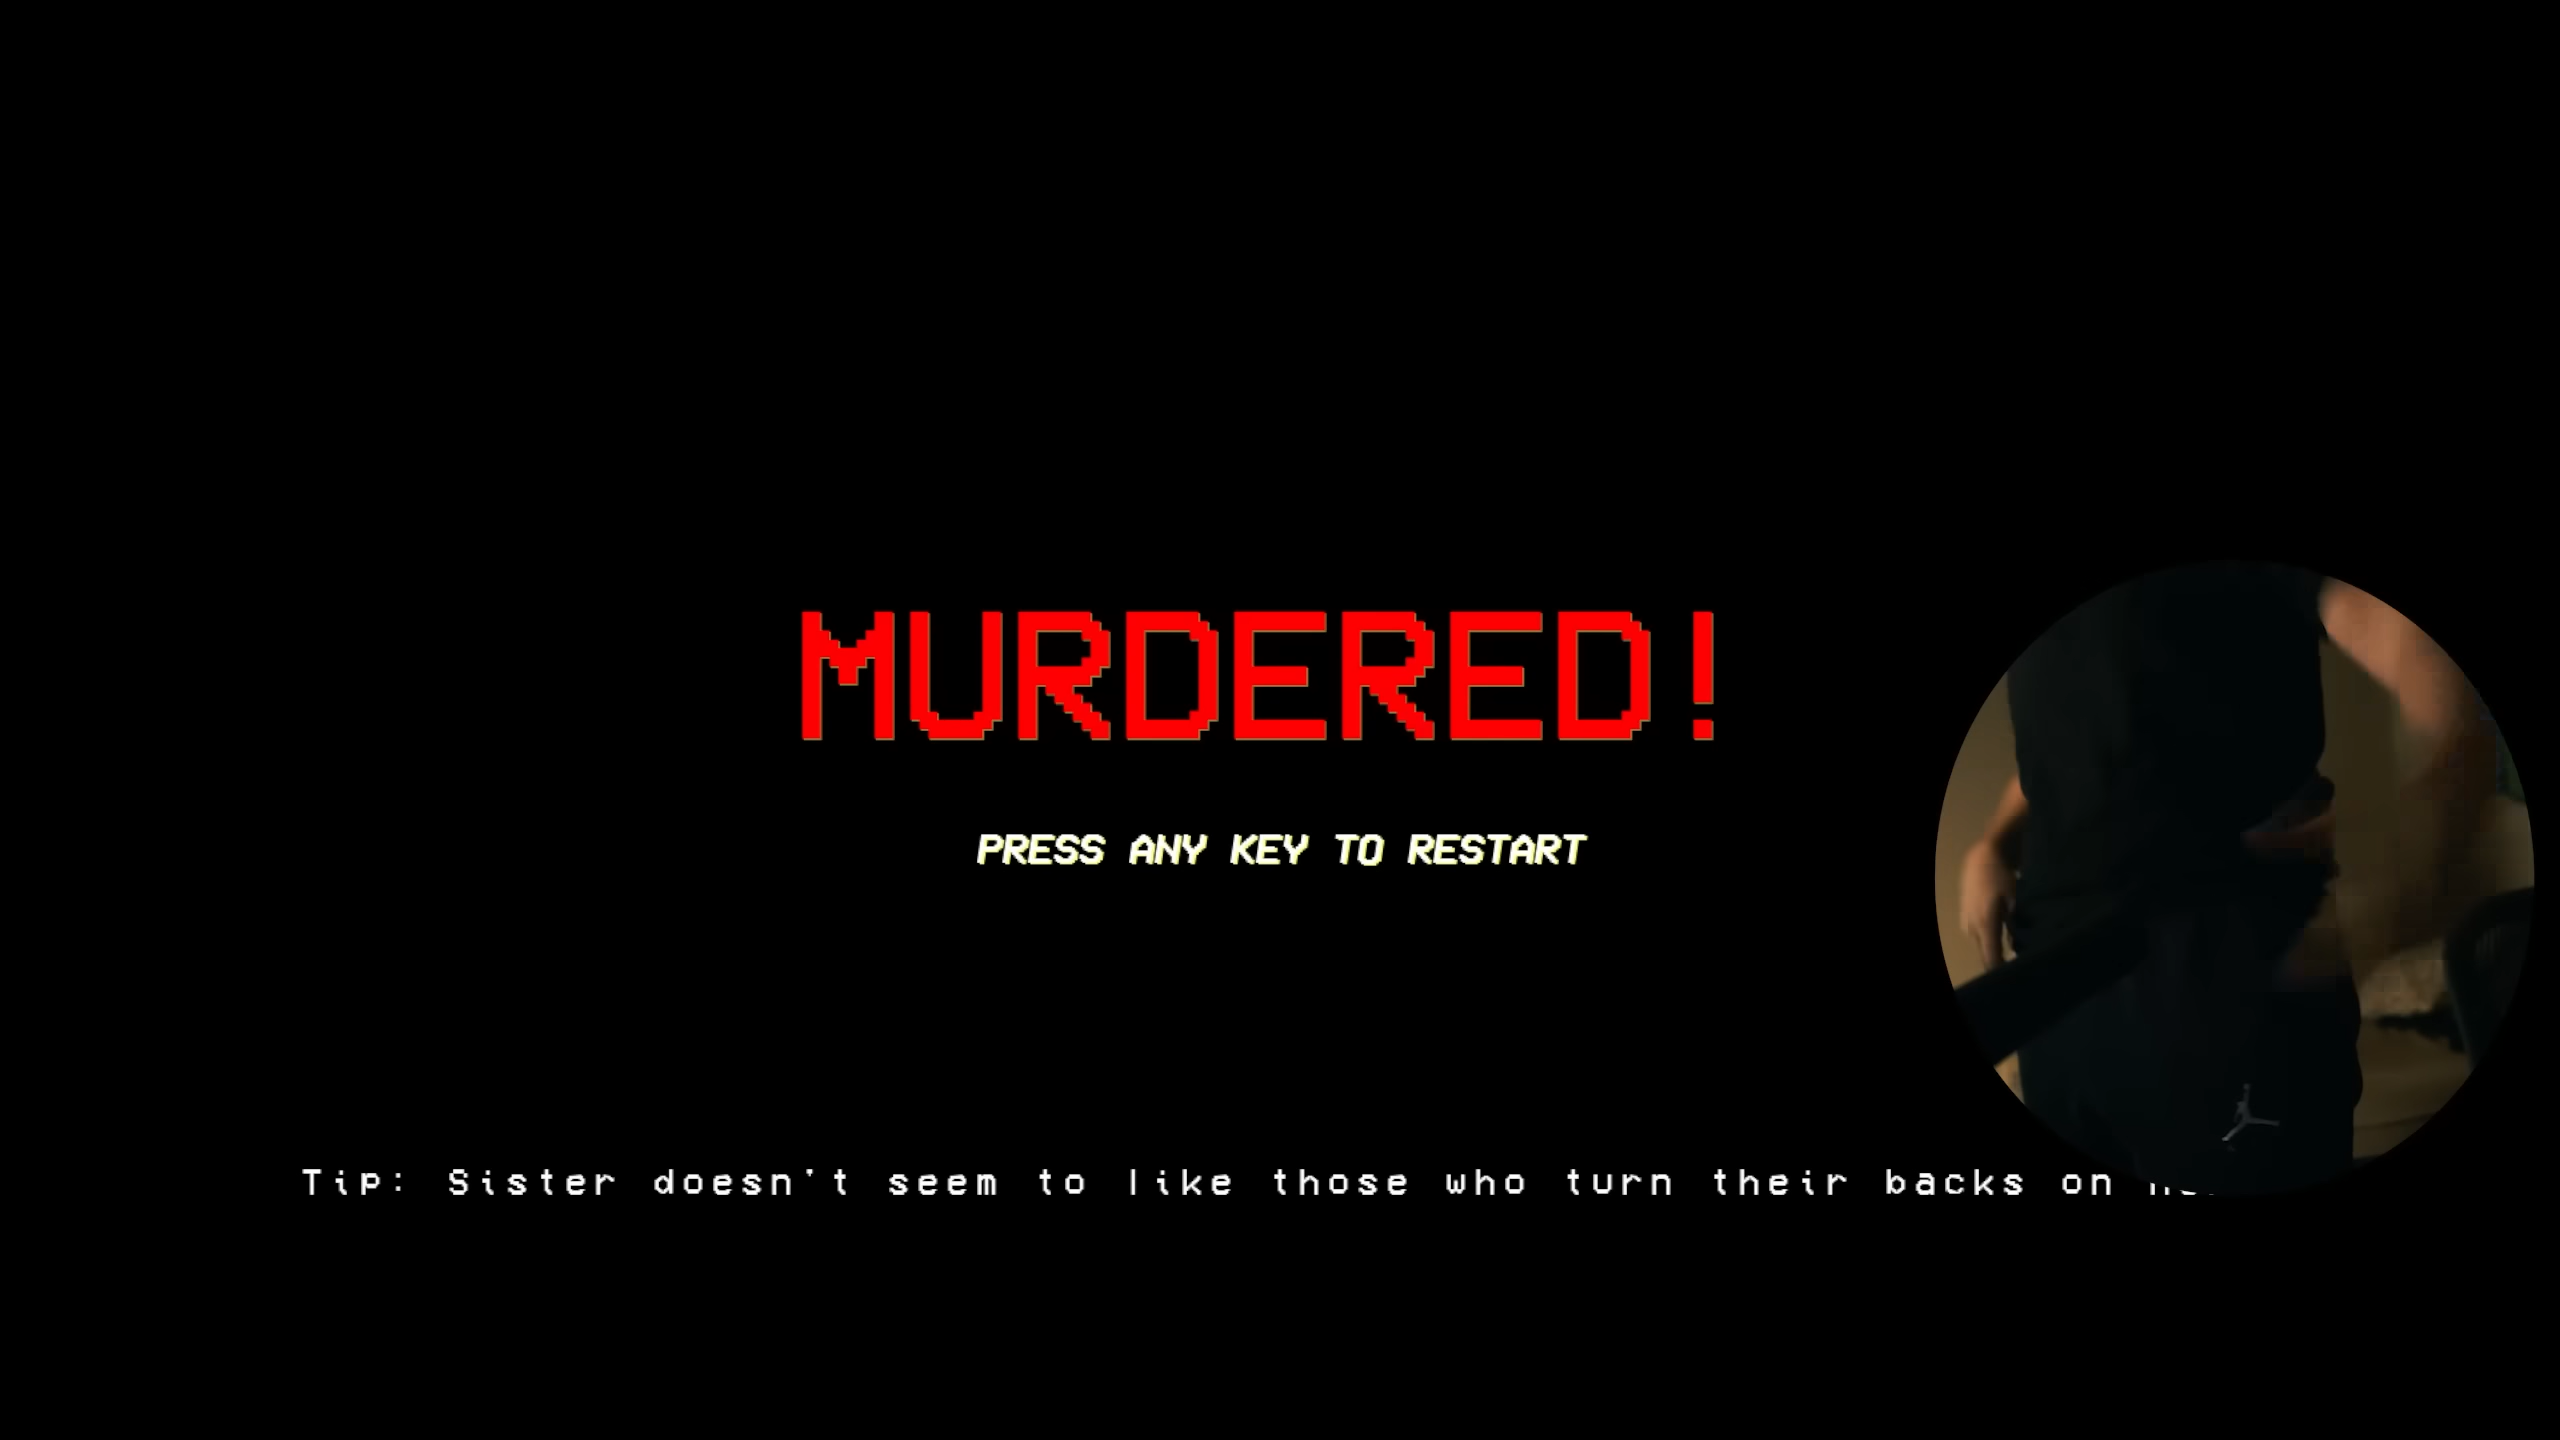 MURDERED!
PRESS ANY KEY TO RESTART
Tip: Sister doesn't seem to like those who turn their backs on